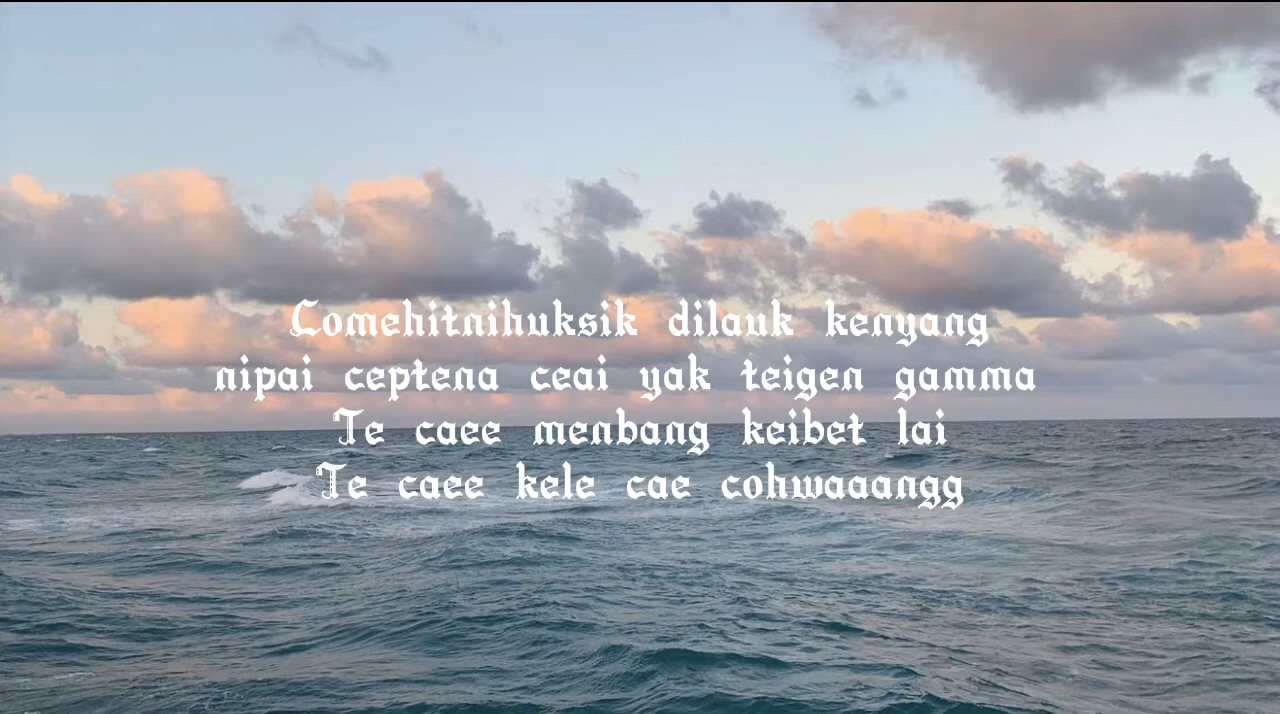 Comehitnihuksik dilauk kenyang
nipai ceptena ceai yak teigen gamma
Te caee menbang keibet lai
Te caee kele cae cohwaaangg